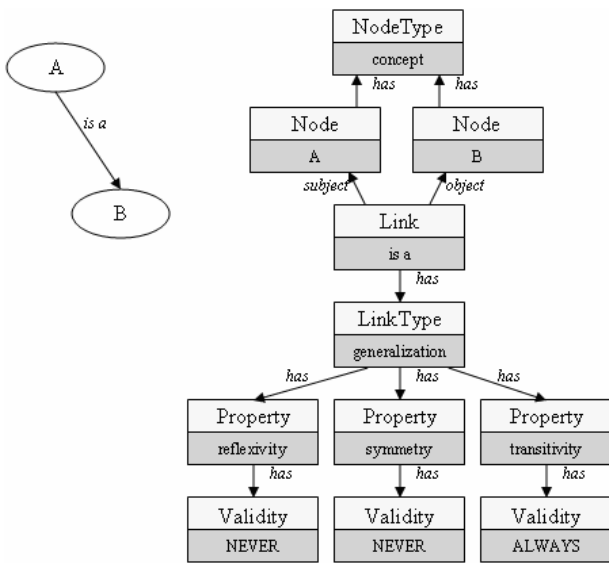 A
is a
B
NodeType
concept
has has
Node Node
A B
subject object
Link
is a
has
LinkType
generalization
has has has
Property Property Property
reflexivity symmetry transitivity
has has has
Validity Validity Validity
NEVER NEVER ALWAYS